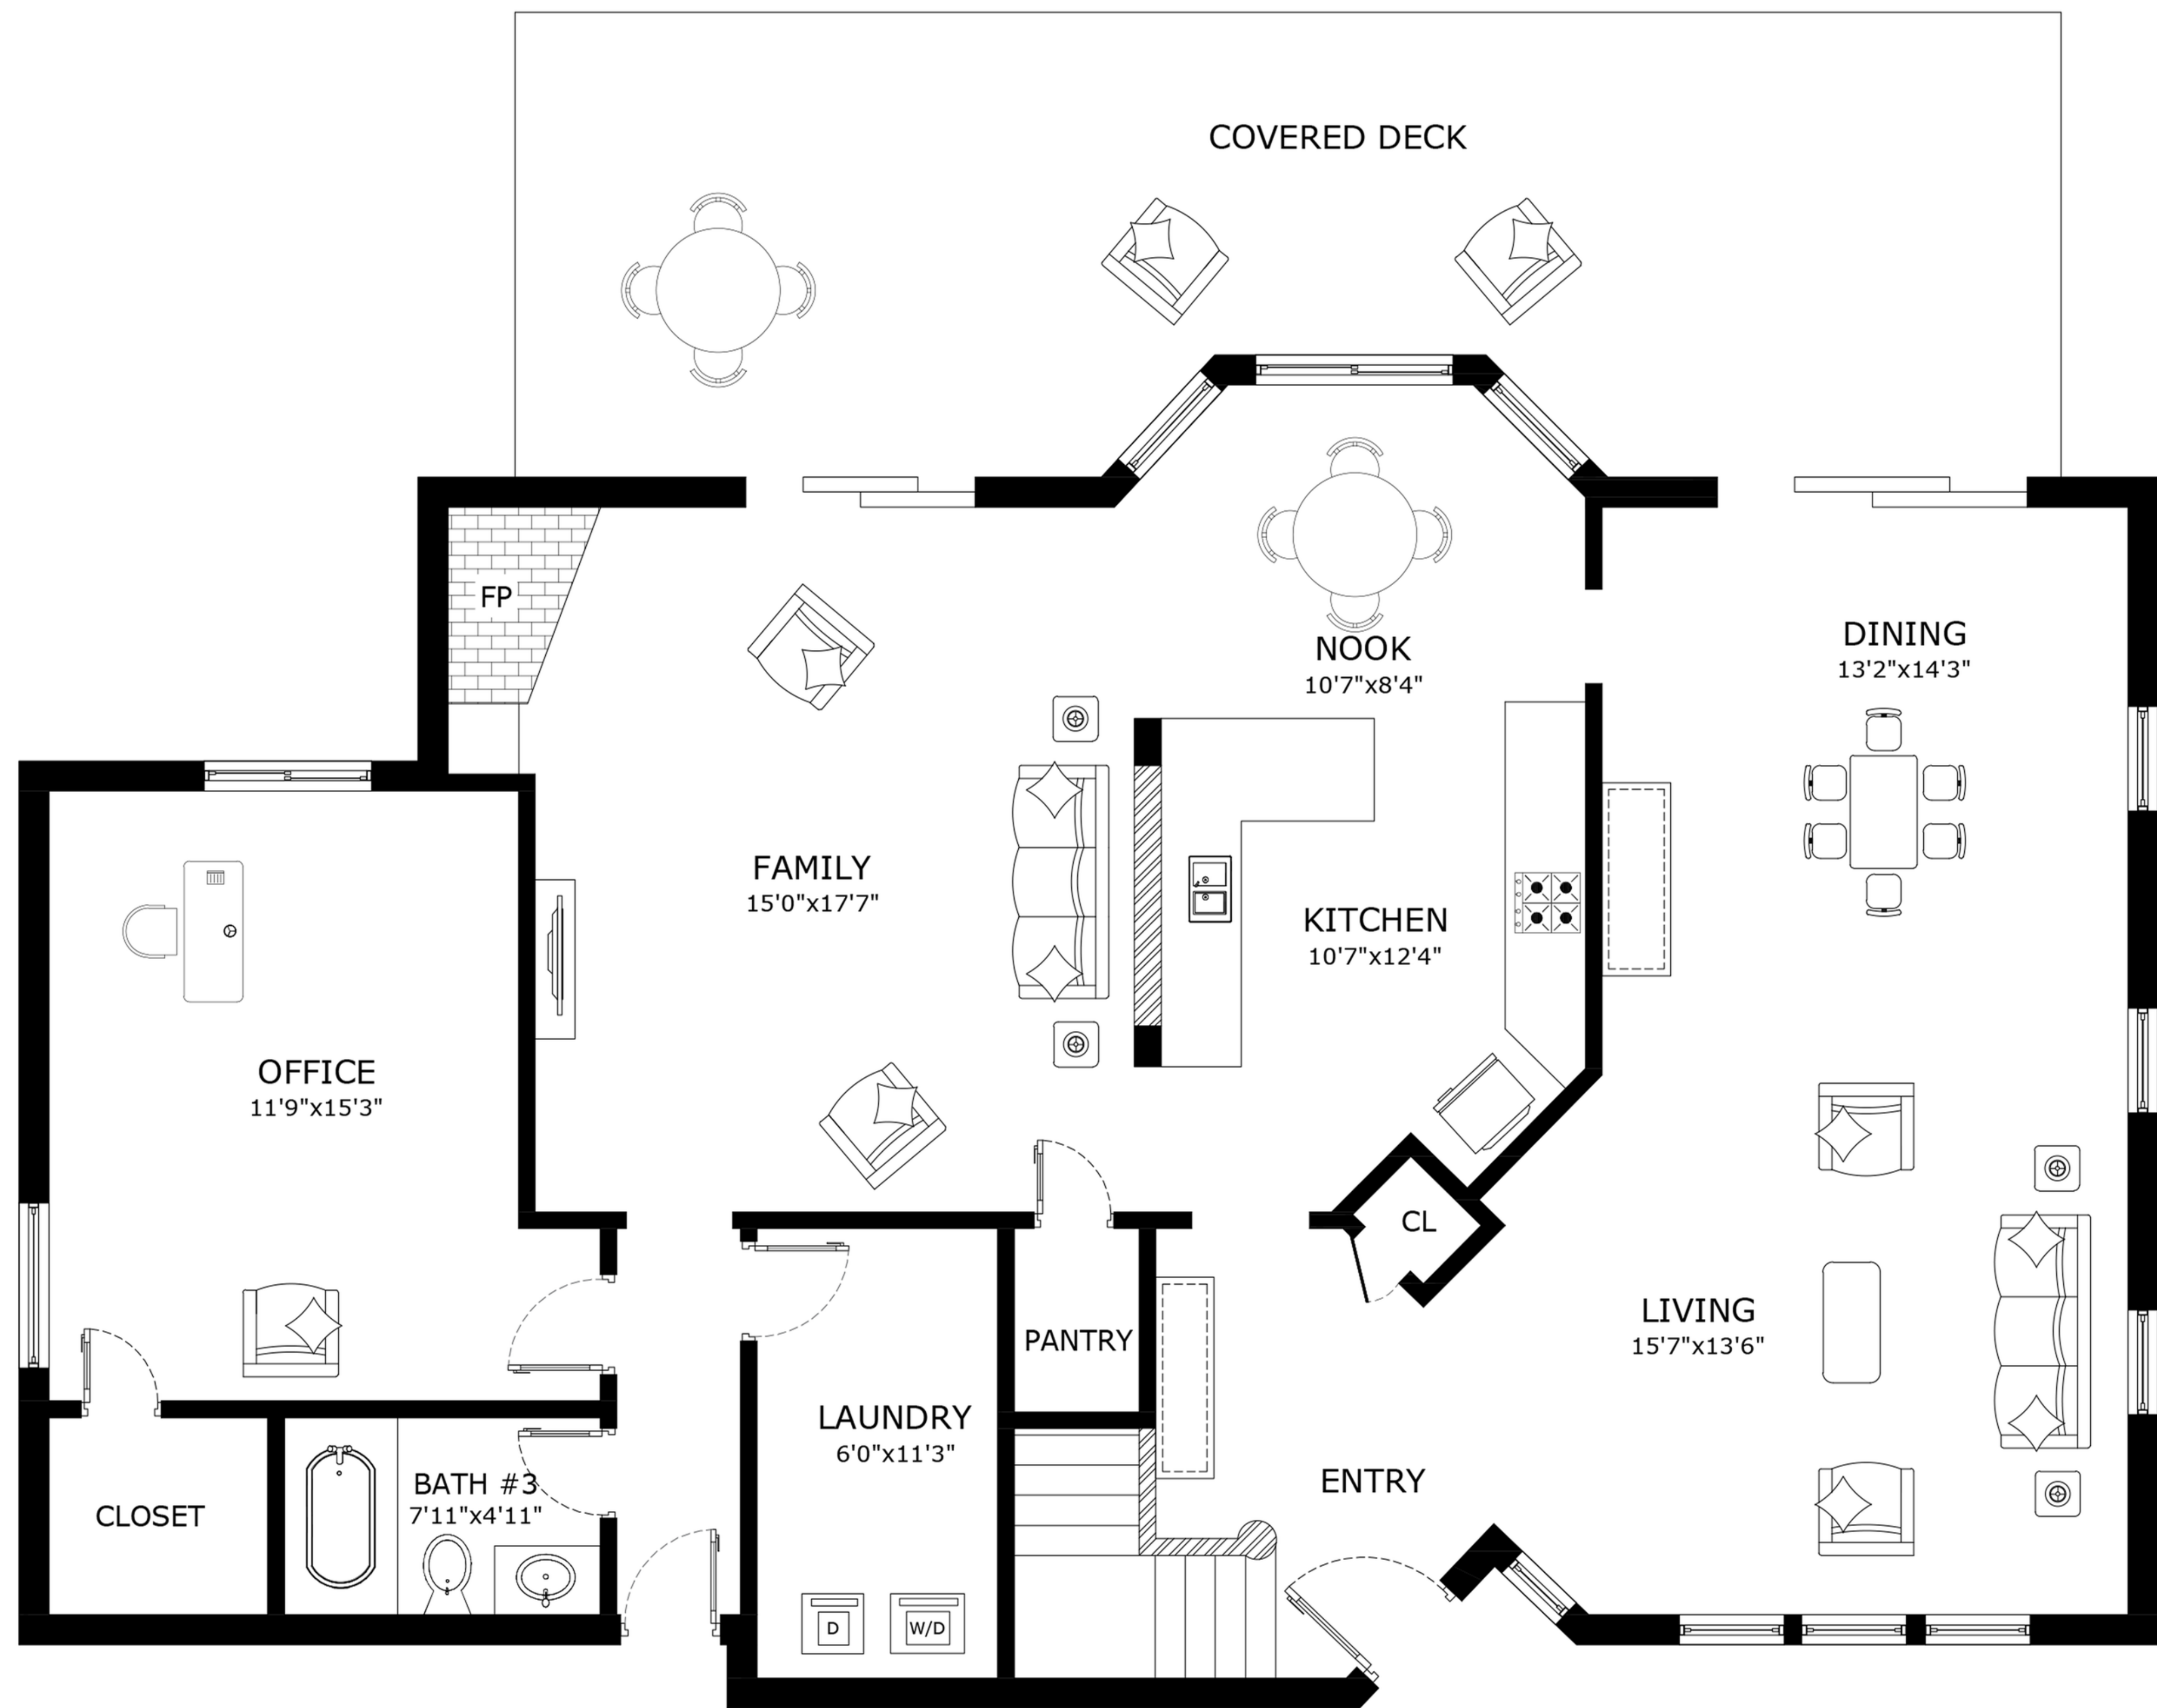 COVERED DECK
FP
NOOK
10'7"x8'4"
DINING
13'2"x14'3"
FAMILY
15'0"x17'7"
KITCHEN
10'7"x12'4"
OFFICE
11'9"x15'3"
CL
LIVING
15'7"x13'6"
PANTRY
LAUNDRY
6'0"x11'3"
BATH #3
7'11"x4'11"
ENTRY
CLOSET
D
W/D